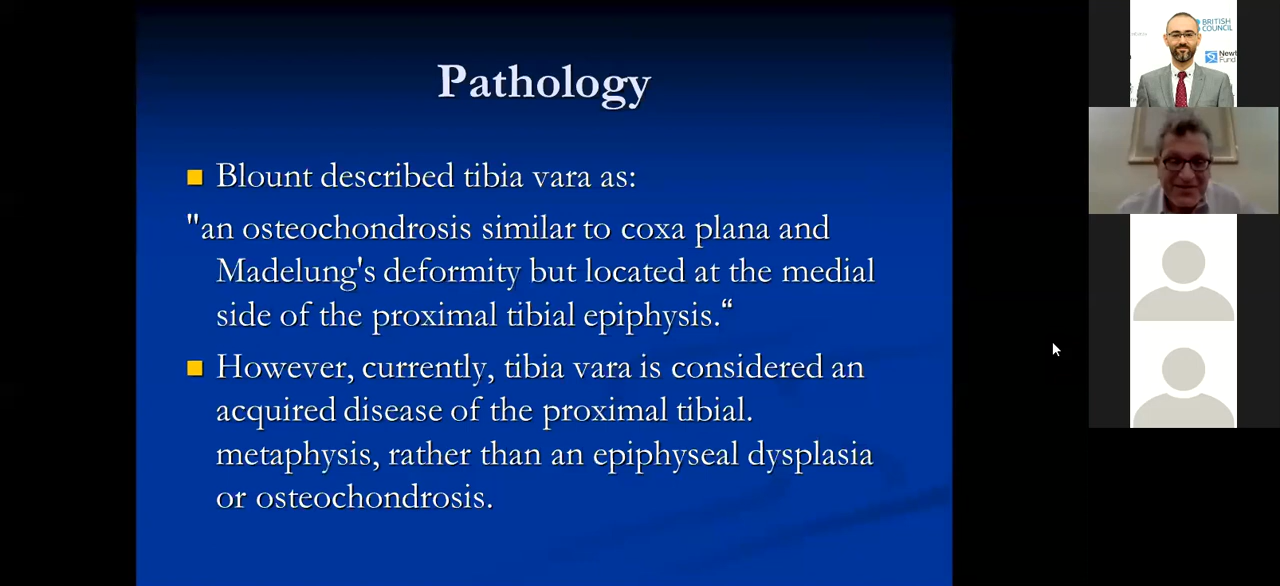 Pathology
Blount described tibia vara as:
"an osteochondrosis similar to coxa plana and
Madelung's deformity but located at the medial
side of the proximal tibial epiphysis.“
However, currently, tibia vara is considered an
acquired disease of the proximal tibial.
metaphysis, rather than an epiphyseal dysplasia
or osteochondrosis.
BRITISH
COUNCIL
Fund